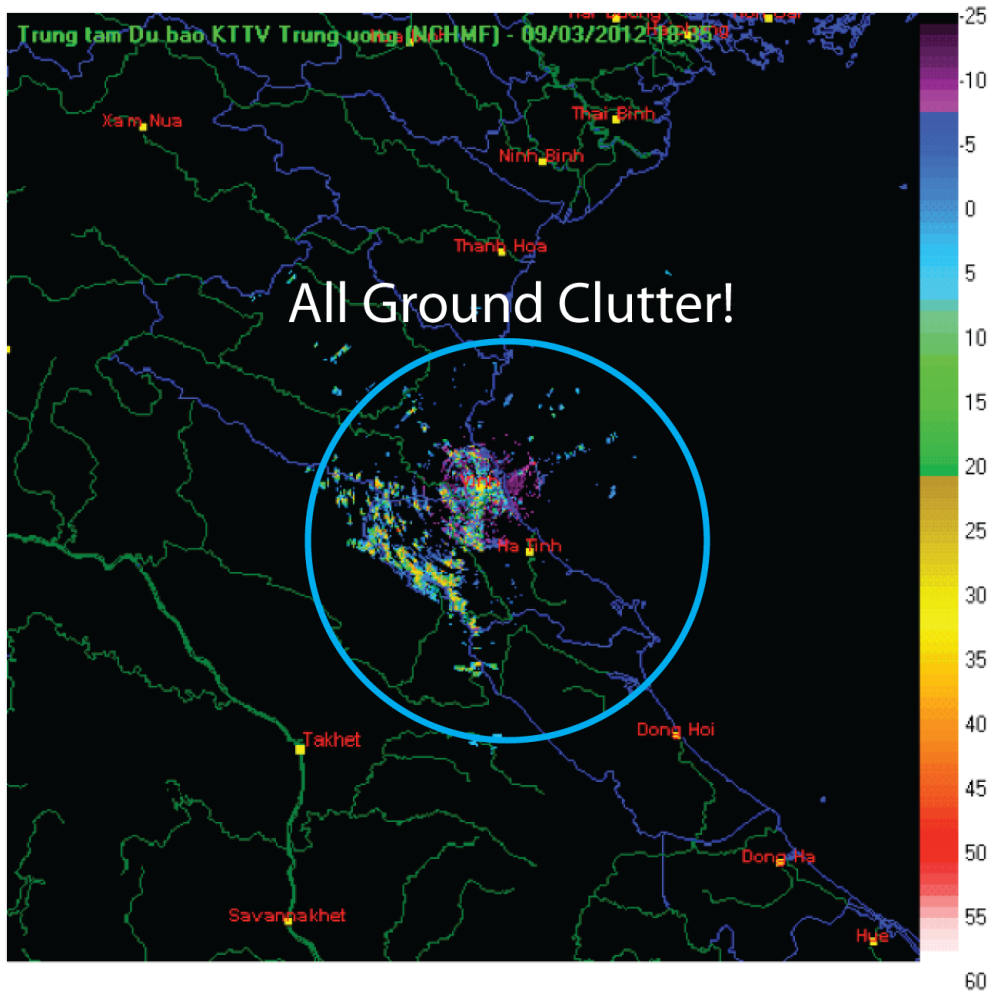 -25
Trung tam Du bao KTTV Trung uong (NCHMF) - 09/03/2012
-10
Xam Nua
Thai Binh
-5
Ninh Binh
0
Thanh Hoa
5
All Ground Clutter!
10
15
20
Vinh
25
Ha Tinh
30
35
40
Dong Hoi
Takhet
45
50
Dong Ha
Savannakhet
55
Hue
60